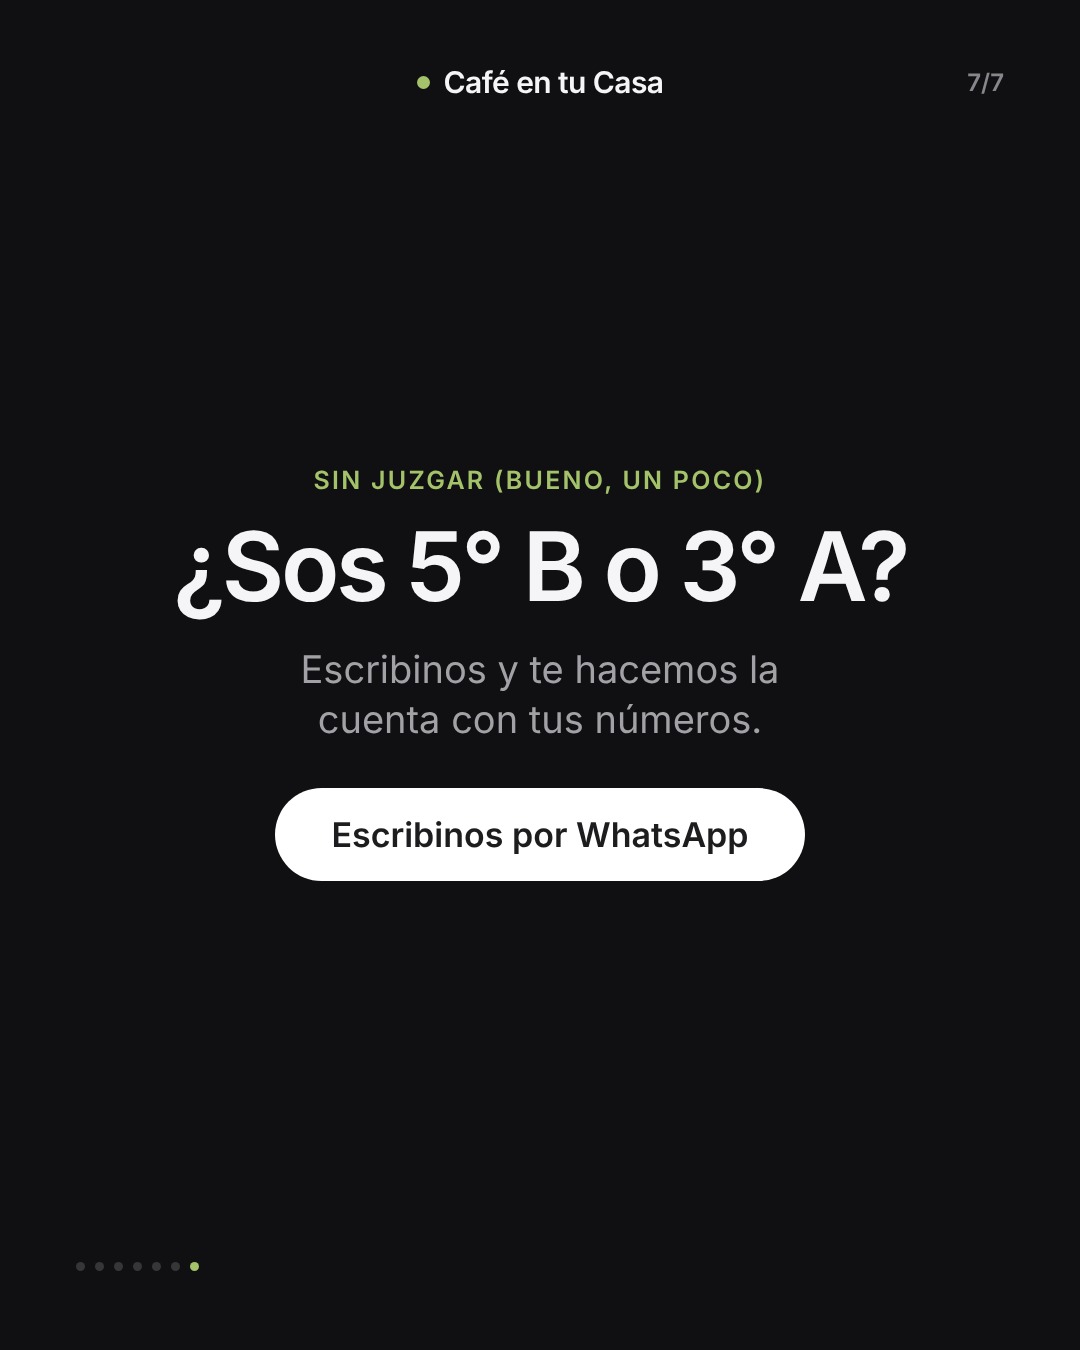 Café en tu Casa
7/7
SIN JUZGAR (BUENO, UN POCO)
¿Sos 5° B o 3° A?
Escribinos y te hacemos la
cuenta con tus números.
Escribinos por WhatsApp